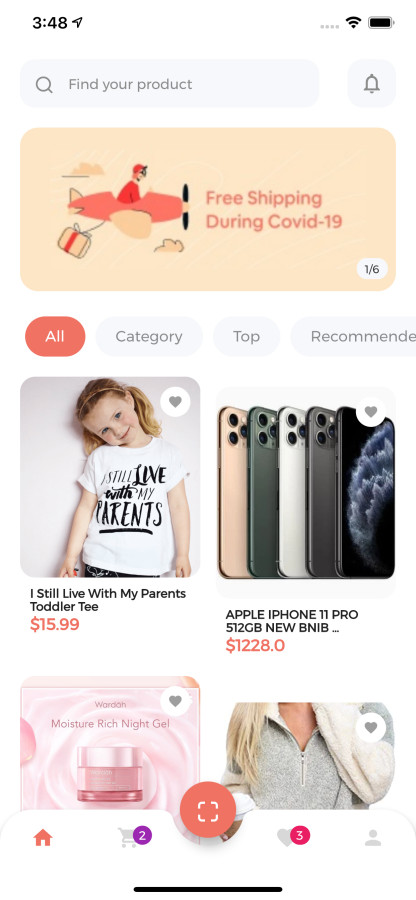 3:48
Find your product
Free Shipping
During Covid-19
1/6
All
Category
Top
Recommende
I STILL LIVE
with MY
PARENTS
I Still Live With My Parents
Toddler Tee
$15.99
APPLE IPHONE 11 PRO
512GB NEW BNIB ...
$1228.0
Wardah
Moisture Rich Night Gel
2
3